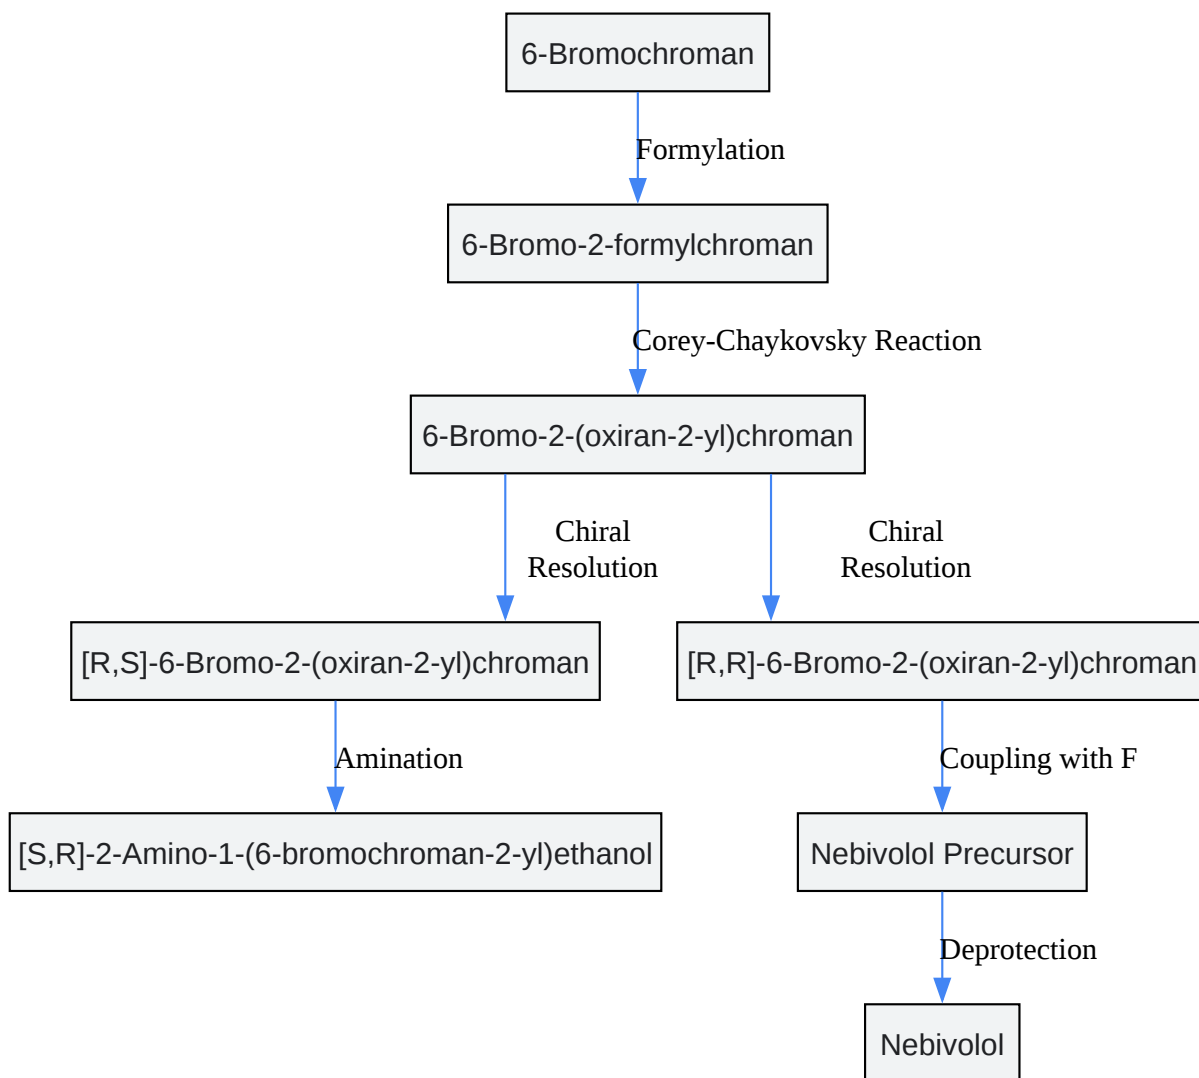 6-Bromochroman
Formylation
6-Bromo-2-formylchroman
Corey-Chaykovsky Reaction
6-Bromo-2-(oxiran-2-yl)chroman
Chiral
Resolution
Chiral
Resolution
[R,S]-6-Bromo-2-(oxiran-2-yl)chroman
[R,R]-6-Bromo-2-(oxiran-2-yl)chroman
Amination
Coupling with F
[S,R]-2-Amino-1-(6-bromochroman-2-yl)ethanol
Nebivolol Precursor
Deprotection
Nebivolol